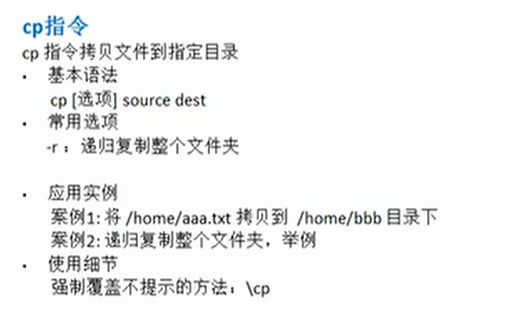 cp指令
cp 指令拷贝文件到指定目录
• 基本语法
cp [选项] source dest
• 常用选项
-r ：递归复制整个文件夹
• 应用实例
案例1: 将 /home/aaa.txt 拷贝到 /home/bbb 目录下
案例2: 递归复制整个文件夹，举例
• 使用细节
强制覆盖不提示的方法：\cp